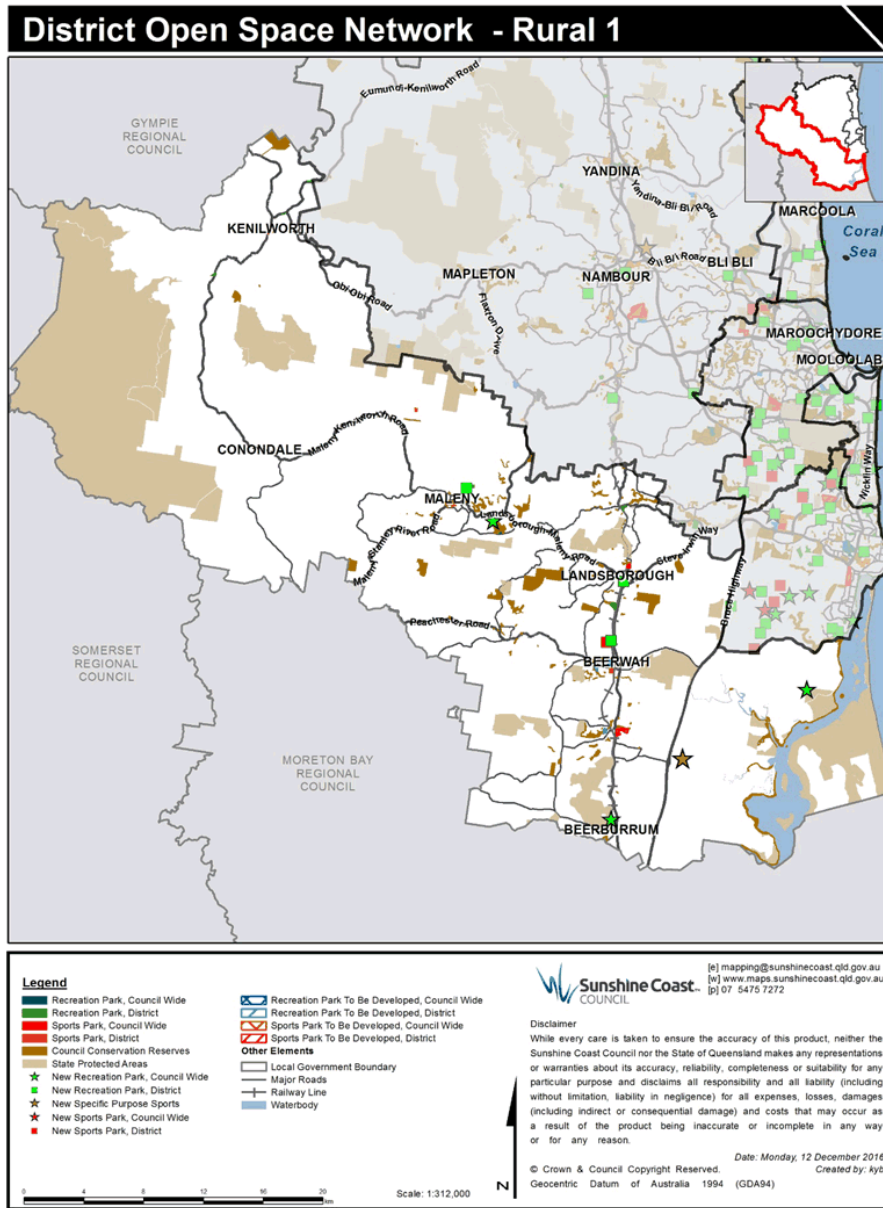 District Open Space Network - Rural 1
GYMPIE
REGIONAL
COUNCIL
Eumundi-Kenilworth Road
YANDINA
Yandina-Bli Bli Road
MARCOOLA
Coral
Sea
KENILWORTH
MAPLETON
NAMBOUR
Bli Bli Road
BLI BLI
Obi Obi Road
Flaxton Drive
MAROOCHYDORE
MOOLOOLAB
Maleny Kenilworth Road
CONONDALE
Nicklin Way
MALENY
Landsborough-Maleny Road
Maleny Stanley River Road
Steve Irwin Way
LANDSBOROUGH
Bruce Highway
Peachester Road
SOMERSET
REGIONAL
COUNCIL
BEERWAH
MORETON BAY
REGIONAL
COUNCIL
BEERBURRUM
Legend
Recreation Park, Council Wide
Recreation Park, District
Sports Park, Council Wide
Sports Park, District
Council Conservation Reserves
State Protected Areas
New Recreation Park, Council Wide
New Recreation Park, District
New Specific Purpose Sports
New Sports Park, Council Wide
New Sports Park, District
Recreation Park To Be Developed, Council Wide
Recreation Park To Be Developed, District
Sports Park To Be Developed, Council Wide
Sports Park To Be Developed, District
Other Elements
Local Government Boundary
Major Roads
Railway Line
Waterbody
0 4 8 12 16 20
km
Scale: 1:312,000
N
Sunshine Coast
COUNCIL
[e] mapping@sunshinecoast.qld.gov.au
[w] www.maps.sunshinecoast.qld.gov.au
[p] 07 5475 7272
Disclaimer
While every care is taken to ensure the accuracy of this product, neither the
Sunshine Coast Council nor the State of Queensland makes any representations
or warranties about its accuracy, reliability, completeness or suitability for any
particular purpose and disclaims all responsibility and all liability (including
without limitation, liability in negligence) for all expenses, losses, damages
(including indirect or consequential damage) and costs that may occur as
a result of the product being inaccurate or incomplete in any way
or for any reason.
Date: Monday, 12 December 2016
© Crown & Council Copyright Reserved.
Created by: kyb
Geocentric Datum of Australia 1994 (GDA94)